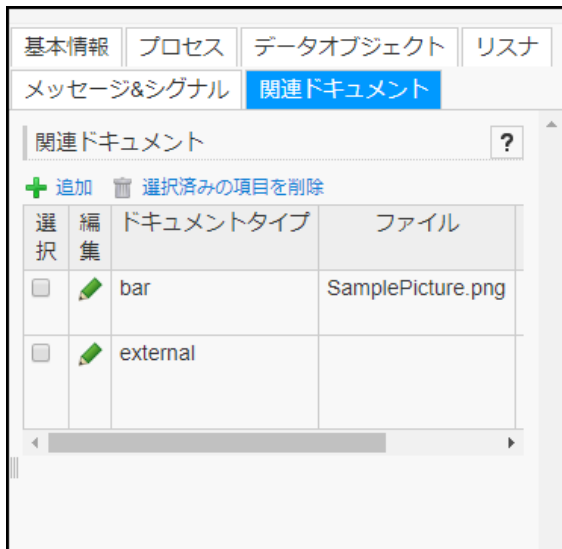 基本情報 プロセス データオブジェクト リスナ
メッセージ&シグナル 関連ドキュメント
関連ドキュメント ?
追加 選択済みの項目を削除
選択 編集 ドキュメントタイプ ファイル
bar SamplePicture.png
external